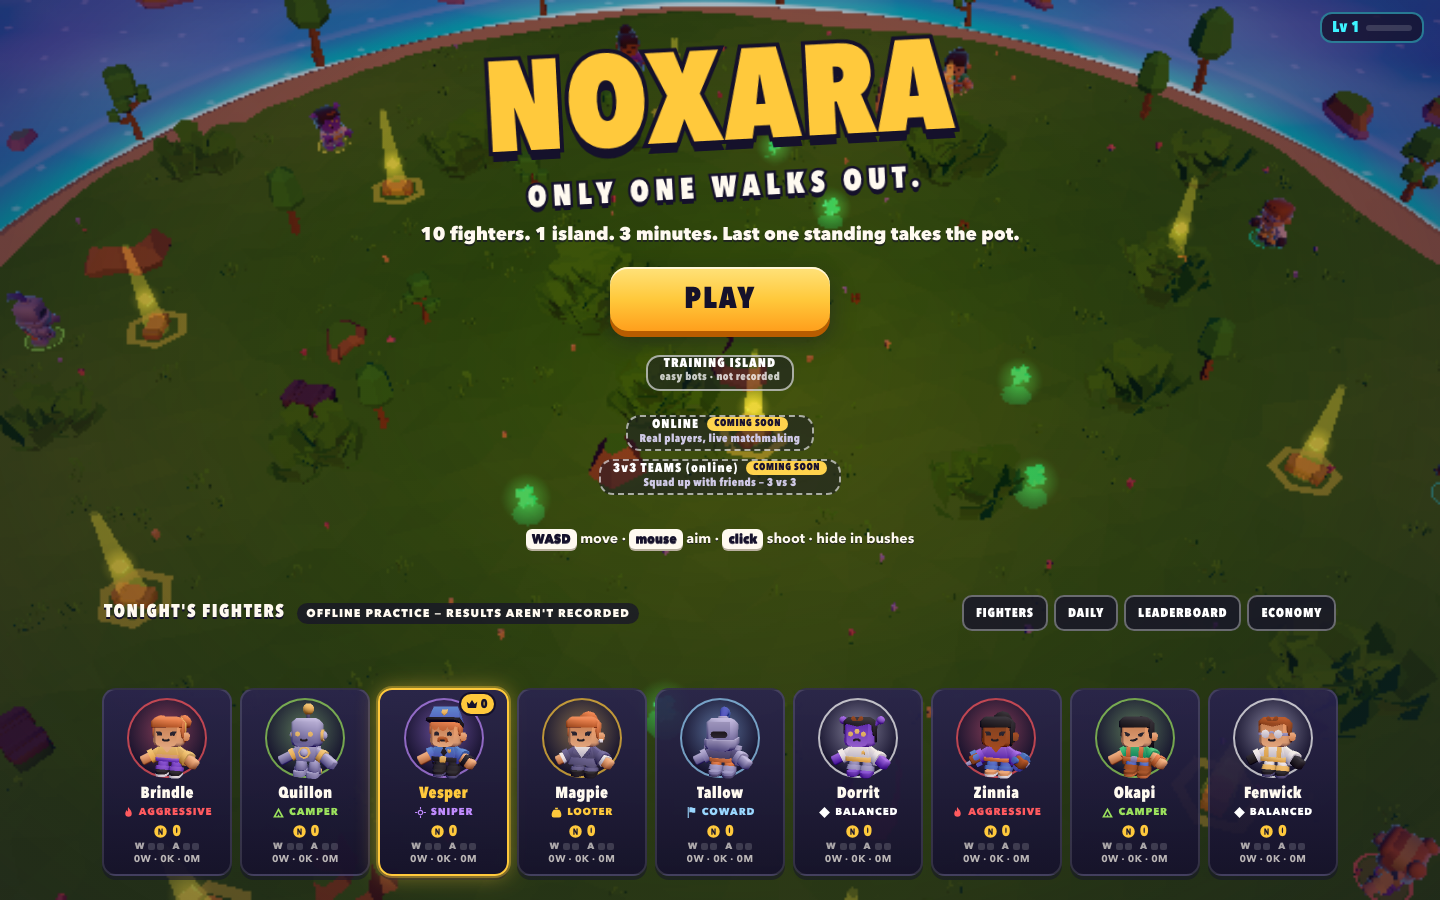 Lv 1
NOXARA
ONLY ONE WALKS OUT.
10 fighters. 1 island. 3 minutes. Last one standing takes the pot.
PLAY
TRAINING ISLAND
easy bots · not recorded
ONLINE COMING SOON
Real players, live matchmaking
3v3 TEAMS (online) COMING SOON
Squad up with friends – 3 vs 3
WASD move · mouse aim · click shoot · hide in bushes
TONIGHT'S FIGHTERS OFFLINE PRACTICE – RESULTS AREN'T RECORDED
FIGHTERS DAILY LEADERBOARD ECONOMY
Brindle
AGGRESSIVE
N 0
W A
0W · 0K · 0M
Quillon
CAMPER
N 0
W A
0W · 0K · 0M
0
Vesper
SNIPER
N 0
W A
0W · 0K · 0M
Magpie
LOOTER
N 0
W A
0W · 0K · 0M
Tallow
COWARD
N 0
W A
0W · 0K · 0M
Dorrit
BALANCED
N 0
W A
0W · 0K · 0M
Zinnia
AGGRESSIVE
N 0
W A
0W · 0K · 0M
Okapi
CAMPER
N 0
W A
0W · 0K · 0M
Fenwick
BALANCED
N 0
W A
0W · 0K · 0M